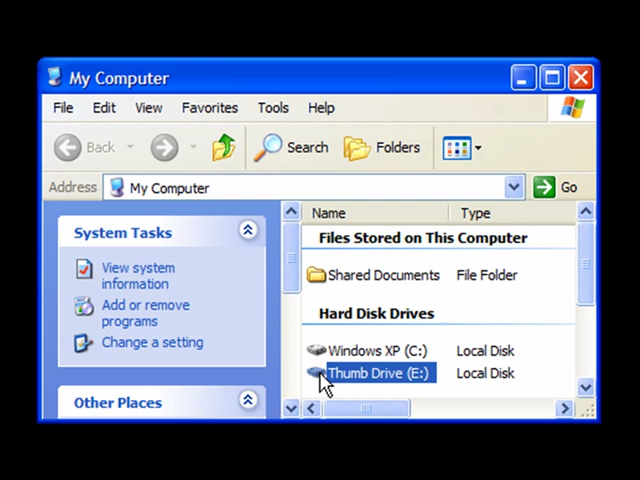 My Computer
File Edit View Favorites Tools Help
Back Search Folders
Address My Computer Go
System Tasks
View system
information
Add or remove
programs
Change a setting
Other Places
Name Type
Files Stored on This Computer
Shared Documents File Folder
Hard Disk Drives
Windows XP (C:) Local Disk
Thumb Drive (E:) Local Disk